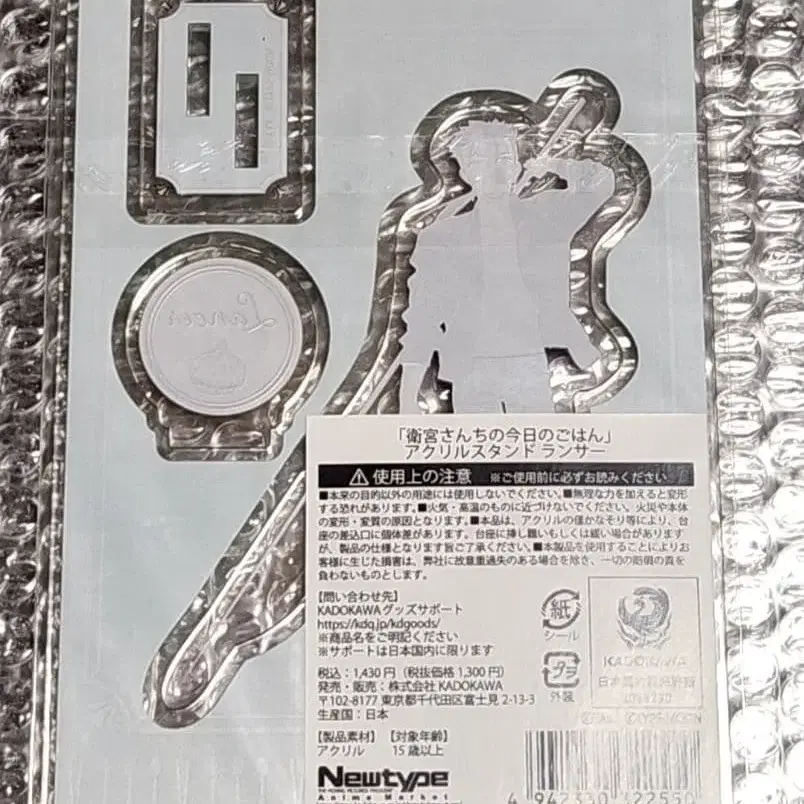 Lancer
「衛宮さんちの今日のごはん」
アクリルスタンド ランサー
⚠使用上の注意 ※ご使用前に必ずお読みください
■本来の目的以外の用途には使用しないでください。■無理な力を加えると変形
する恐れがあります。■火気・高温のものに近づけないでください。火災や本体
の変形・変質の原因となります。■本品は、アクリルの僅かなそり等により、台
座の差込口に個体差があります。台座に挿し難いもしくは緩い場合があります
が、製品の仕様となります旨ご了承ください。■本製品を使用することによりお
客様に生じた損害は、弊社に故意重過失のある場合を除き、一切の賠償の責を
負わないものとします。
【問い合わせ先】
KADOKAWAグッズサポート
https://kdq.jp/kdgoods/
※商品名をご明記ください
※サポートは日本国内に限ります
紙
シール
プラ
外装
KADOKAWA
税込：1,430円（税抜価格 1,300円）
発売・販売：株式会社 KADOKAWA
〒102-8177 東京都千代田区富士見 2-13-3
生産国：日本
【製品素材】【対象年齢】
アクリル 15歳以上
Newtype
THE MOVING PICTURES MAGAZINE
Anime Market
©TYPE-MOON
4 942330 422550